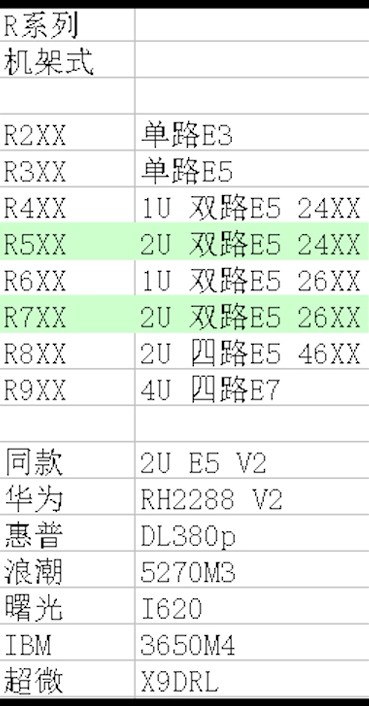 R系列
机架式
R2XX 单路E3
R3XX 单路E5
R4XX 1U 双路E5 24XX
R5XX 2U 双路E5 24XX
R6XX 1U 双路E5 26XX
R7XX 2U 双路E5 26XX
R8XX 2U 四路E5 46XX
R9XX 4U 四路E7
同款 2U E5 V2
华为 RH2288 V2
惠普 DL380p
浪潮 5270M3
曙光 I620
IBM 3650M4
超微 X9DRL